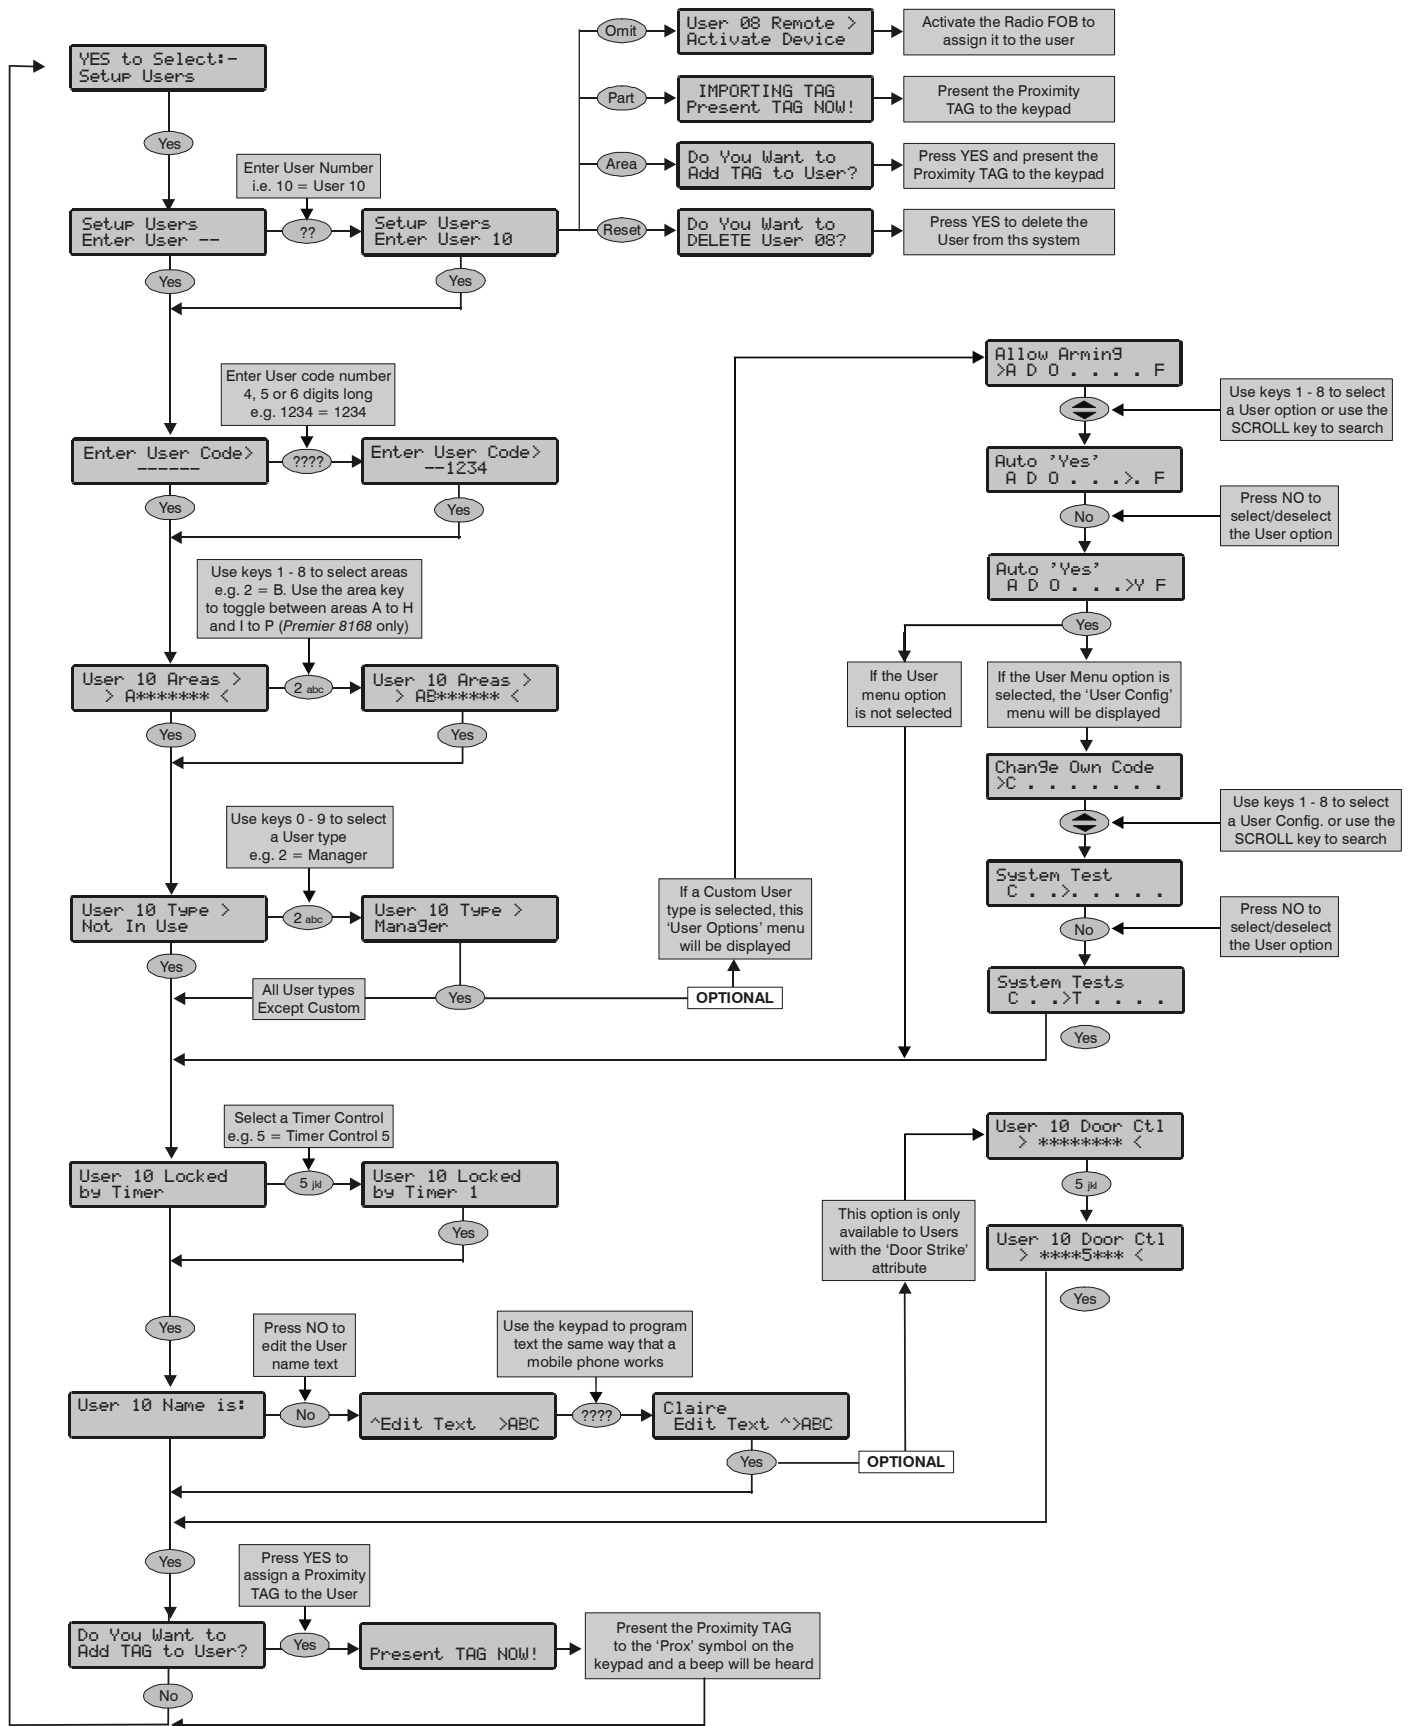 YES to Select:-
Setup Users
Yes
Enter User Number
i.e. 10 = User 10
Setup Users
Enter User --
??
Setup Users
Enter User 10
Yes
Yes
Omit
User 08 Remote >
Activate Device
Activate the Radio FOB to
assign it to the user
Part
IMPORTING TAG
Present TAG NOW!
Present the Proximity
TAG to the keypad
Area
Do You Want to
Add TAG to User?
Press YES and present the
Proximity TAG to the keypad
Reset
Do You Want to
DELETE User 08?
Press YES to delete the
User from ths system
Enter User code number
4, 5 or 6 digits long
e.g. 1234 = 1234
Enter User Code>
------
????
Enter User Code>
--1234
Yes
Yes
Use keys 1 - 8 to select areas
e.g. 2 = B. Use the area key
to toggle between areas A to H
and I to P (Premier 8168 only)
User 10 Areas >
> A******* <
2 abc
User 10 Areas >
> AB****** <
Yes
Yes
Use keys 0 - 9 to select
a User type
e.g. 2 = Manager
User 10 Type >
Not In Use
2 abc
User 10 Type >
Manager
Yes
All User types
Except Custom
Yes
OPTIONAL
If a Custom User
type is selected, this
‘User Options’ menu
will be displayed
Allow Arming
>A D O . . . . F
Use keys 1 - 8 to select
a User option or use the
SCROLL key to search
Auto 'Yes'
A D O . . .>. F
No
Press NO to
select/deselect
the User option
Auto 'Yes'
A D O . . .>Y F
Yes
If the User
menu option
is not selected
If the User Menu option is
selected, the ‘User Config’
menu will be displayed
Change Own Code
>C . . . . . . .
Use keys 1 - 8 to select
a User Config. or use the
SCROLL key to search
System Test
C . .>. . . . .
No
Press NO to
select/deselect
the User option
System Tests
C . .>T . . . .
Yes
Select a Timer Control
e.g. 5 = Timer Control 5
User 10 Locked
by Timer
5 jkl
User 10 Locked
by Timer 1
Yes
Yes
Press NO to
edit the User
name text
Use the keypad to program
text the same way that a
mobile phone works
User 10 Name is:
No
^Edit Text >ABC
????
Claire
Edit Text ^>ABC
Yes
OPTIONAL
This option is only
available to Users
with the ‘Door Strike’
attribute
User 10 Door Ctl
> ******** <
5 jkl
User 10 Door Ctl
> ****5*** <
Yes
Yes
Press YES to
assign a Proximity
TAG to the User
Do You Want to
Add TAG to User?
Yes
Present TAG NOW!
Present the Proximity TAG
to the ‘Prox’ symbol on the
keypad and a beep will be heard
No